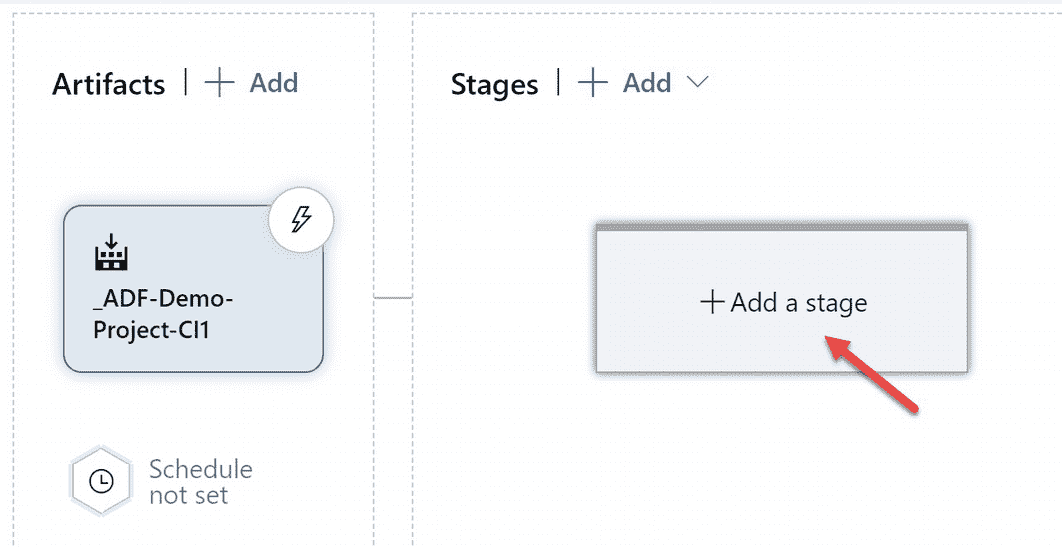 Artifacts | + Add
Stages | + Add
_ADF-Demo-
Project-CI1
+ Add a stage
Schedule
not set